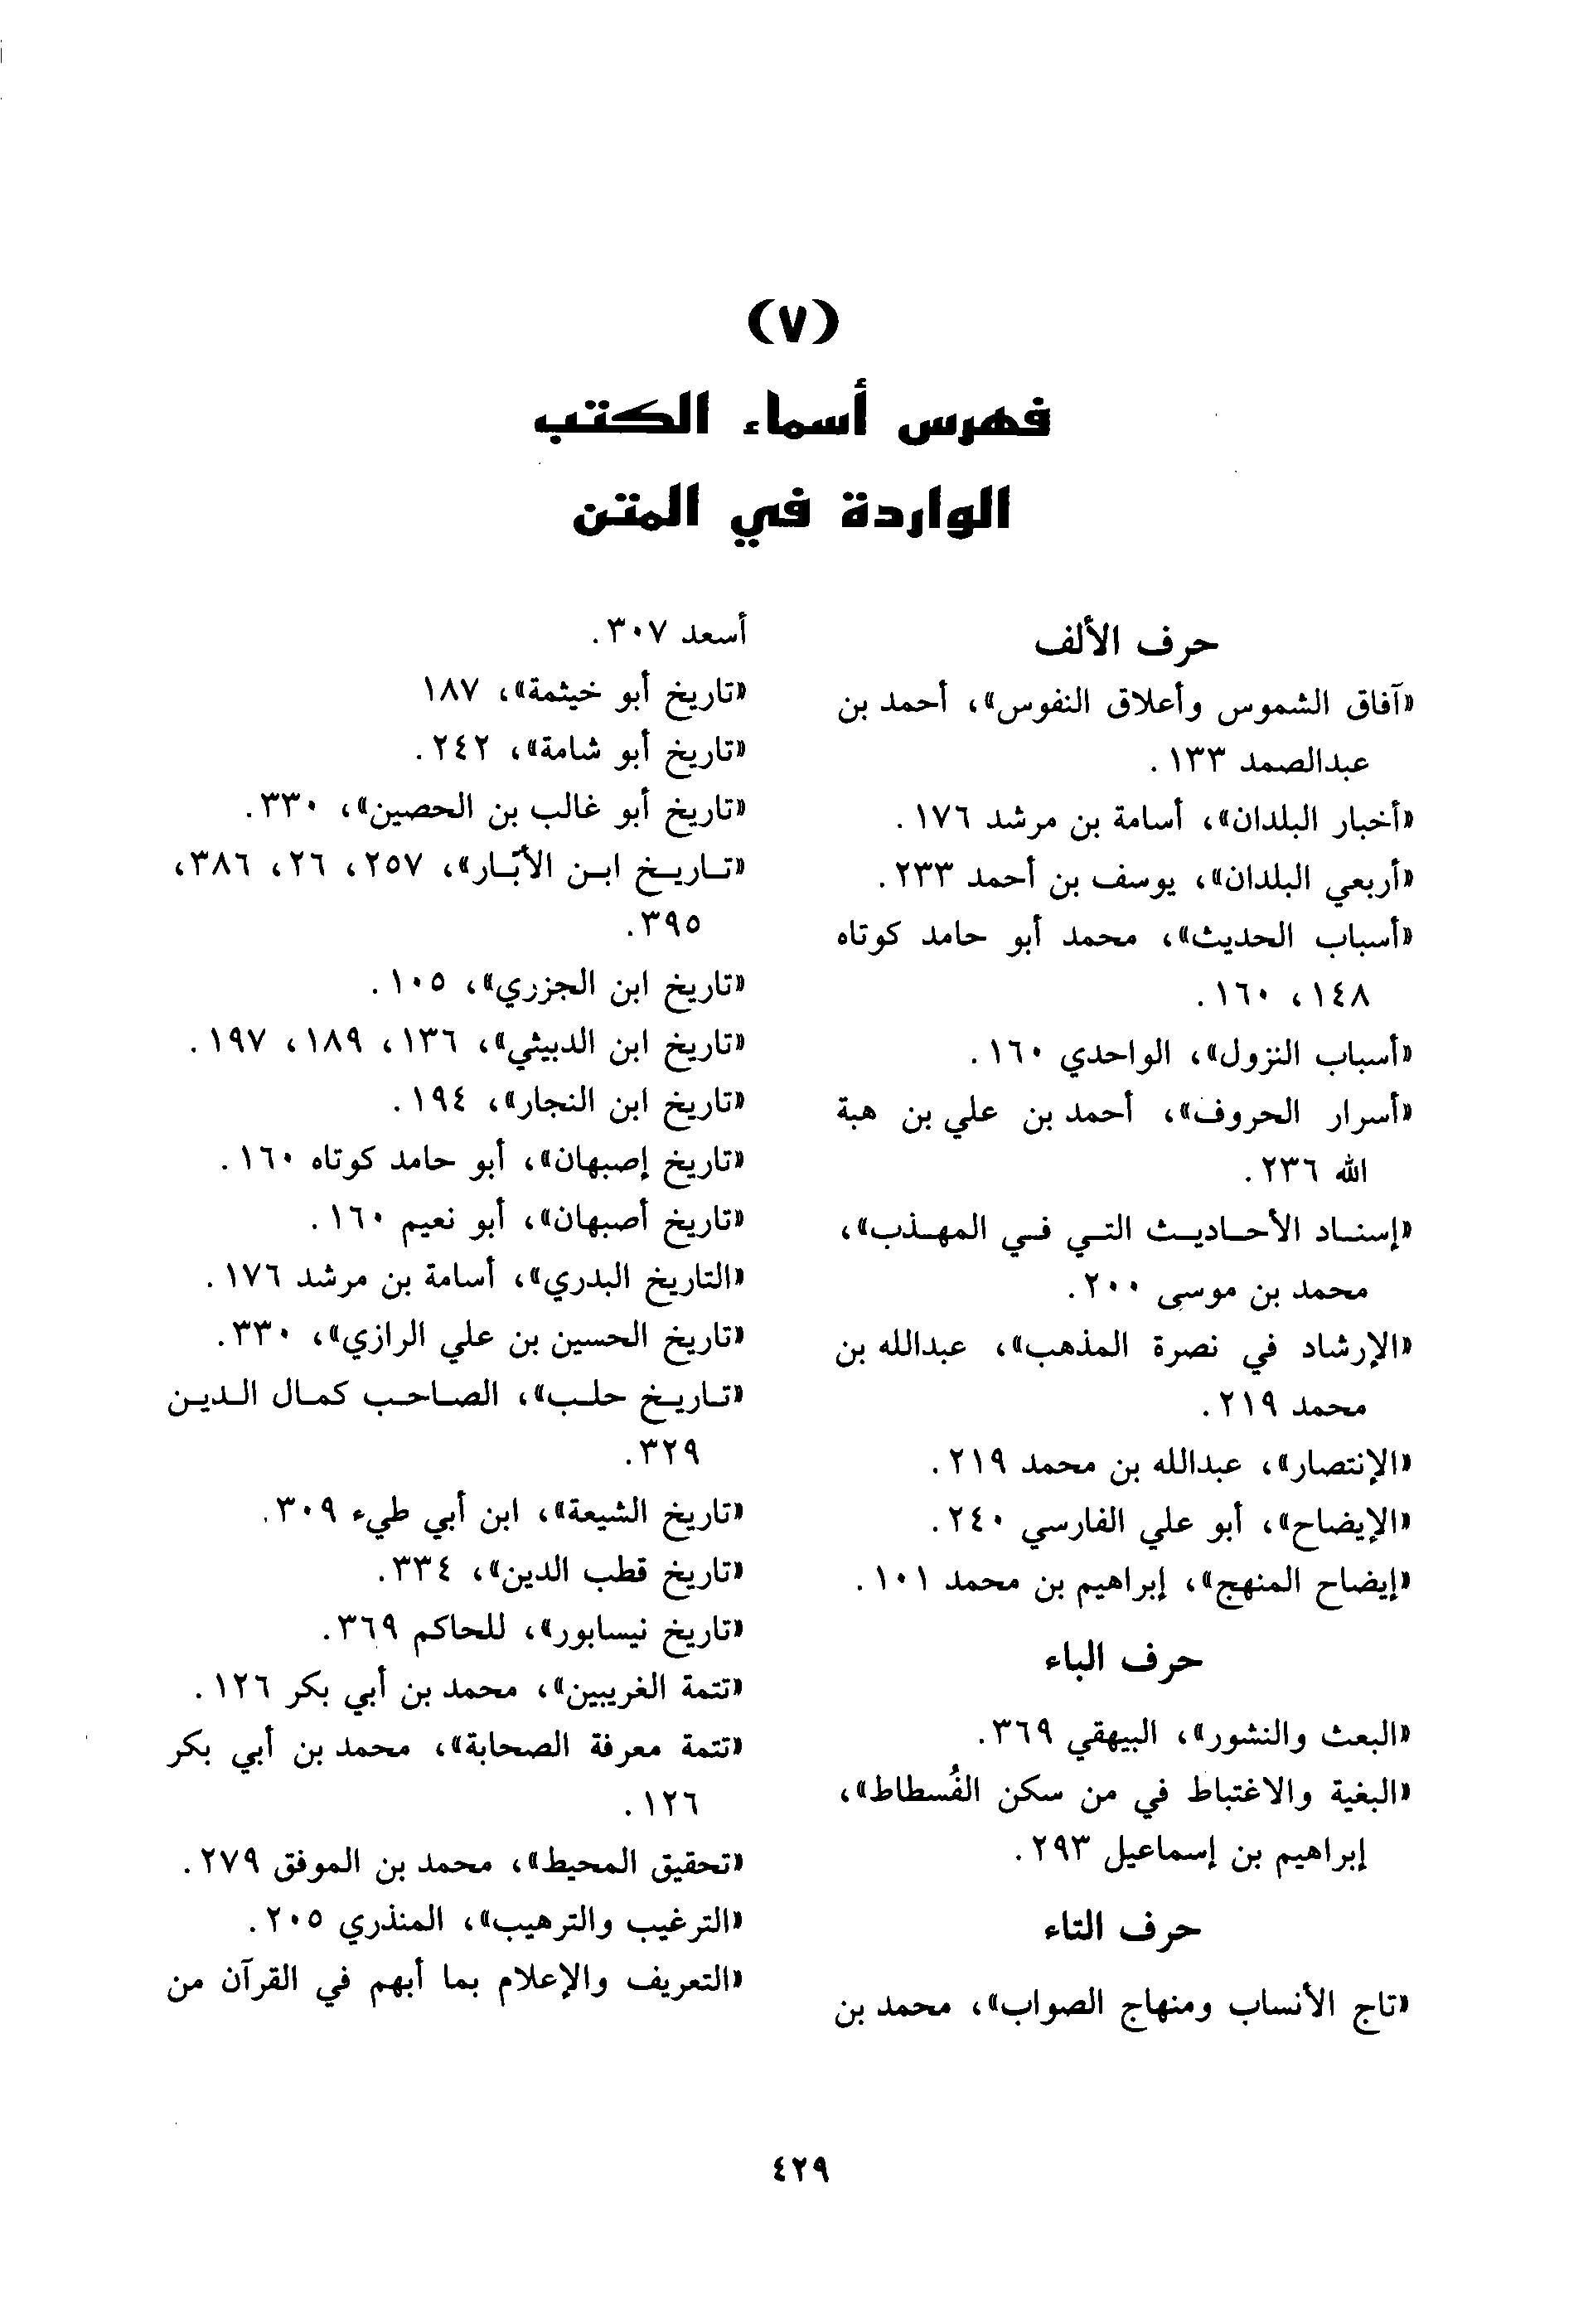 (٧)
فهرس أسماء الكتب
الواردة في المتن
حرف الألف
«آفاق الشموس وأعلاق النفوس»، أحمد بن
عبدالصمد ١٣٣.
«أخبار البلدان»، أسامة بن مرشد ١٧٦.
«أربعي البلدان»، يوسف بن أحمد ٢٣٣.
«أسباب الحديث»، محمد أبو حامد كوتاه
١٤٨، ١٦٠.
«أسباب النزول»، الواحدي ١٦٠.
«أسرار الحروف»، أحمد بن علي بن هبة
الله ٢٣٦.
«إسناد الأحاديث التي في المهذب»،
محمد بن موسى ٢٠٠.
«الإرشاد في نصرة المذهب»، عبدالله بن
محمد ٢١٩.
«الإنتصار»، عبدالله بن محمد ٢١٩.
«الإيضاح»، أبو علي الفارسي ٢٤٠.
«إيضاح المنهج»، إبراهيم بن محمد ١٠١.
حرف الباء
«البعث والنشور»، البيهقي ٣٦٩.
«البغية والاغتباط في من سكن الفُسطاط»،
إبراهيم بن إسماعيل ٢٩٣.
حرف التاء
«تاج الأنساب ومنهاج الصواب»، محمد بن
أسعد ٣٠٧.
«تاريخ أبو خيثمة»، ١٨٧
«تاريخ أبو شامة»، ٢٤٢.
«تاريخ أبو غالب بن الحصين»، ٣٣٠.
«تاريخ ابن الأبّار»، ٢٥٧، ٢٦، ٣٨٦،
٣٩٥.
«تاريخ ابن الجزري»، ١٠٥.
«تاريخ ابن الدبيثي»، ١٣٦، ١٨٩، ١٩٧.
«تاريخ ابن النجار»، ١٩٤.
«تاريخ إصبهان»، أبو حامد كوتاه ١٦٠.
«تاريخ أصبهان»، أبو نعيم ١٦٠.
«التاريخ البدري»، أسامة بن مرشد ١٧٦.
«تاريخ الحسين بن علي الرازي»، ٣٣٠.
«تاريخ حلب»، الصاحب كمال الدين
٣٢٩.
«تاريخ الشيعة»، ابن أبي طيء ٣٠٩.
«تاريخ قطب الدين»، ٣٣٤.
«تاريخ نيسابور»، للحاكم ٣٦٩.
«تتمة الغريبين»، محمد بن أبي بكر ١٢٦.
«تتمة معرفة الصحابة»، محمد بن أبي بكر
١٢٦.
«تحقيق المحيط»، محمد بن الموفق ٢٧٩.
«الترغيب والترهيب»، المنذري ٢٠٥.
«التعريف والإعلام بما أبهم في القرآن من
٤٢٩